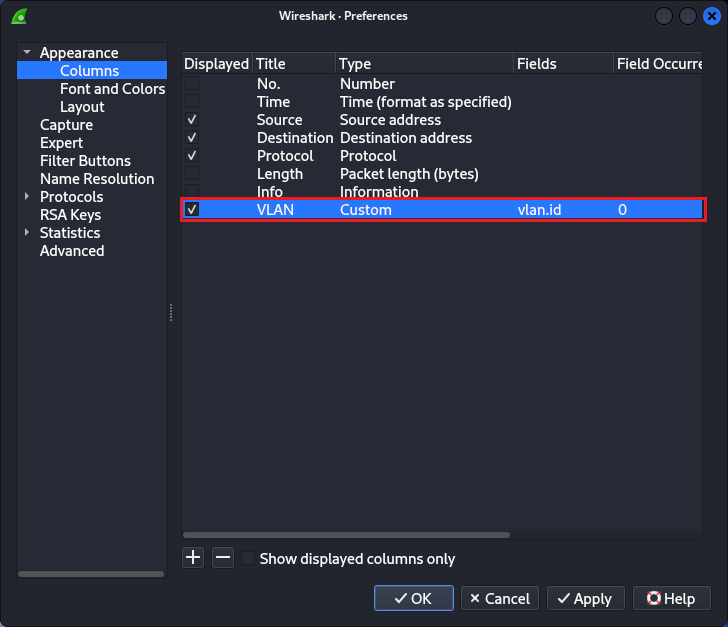 Wireshark · Preferences
Appearance
Columns
Font and Colors
Layout
Capture
Expert
Filter Buttons
Name Resolution
Protocols
RSA Keys
Statistics
Advanced
Displayed Title Type Fields Field Occurre
No. Number
Time Time (format as specified)
Source Source address
Destination Destination address
Protocol Protocol
Length Packet length (bytes)
Info Information
VLAN Custom vlan.id 0
Show displayed columns only
OK Cancel Apply Help